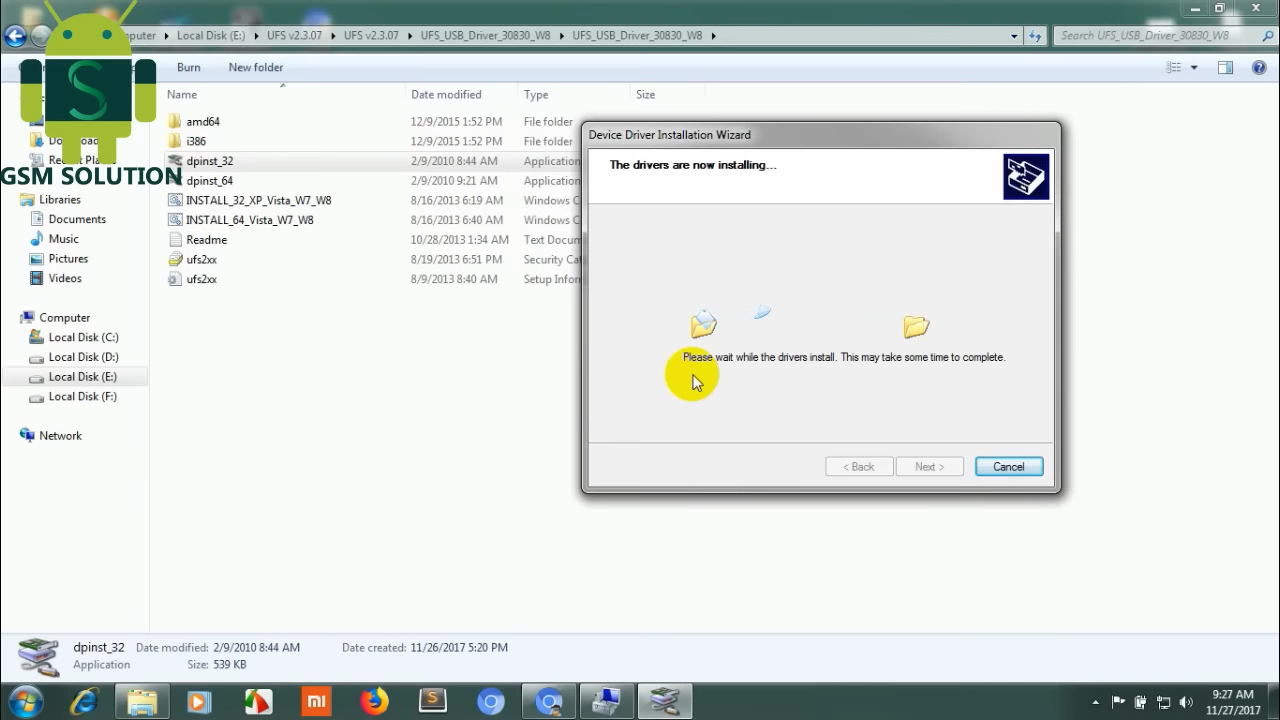 mputer ▸ Local Disk (E:) ▸ UFS v2.3.07 ▸ UFS v2.3.07 ▸ UFS_USB_Driver_30830_W8 ▸ UFS_USB_Driver_30830_W8 ▸
Search UFS_USB_Driver_30830_W8
Burn New folder
Name Date modified Type Size
amd64 12/9/2015 1:52 PM File folder
i386 12/9/2015 1:52 PM File folder
dpinst_32 2/9/2010 8:44 AM Application
dpinst_64 2/9/2010 9:21 AM Application
INSTALL_32_XP_Vista_W7_W8 8/16/2013 6:19 AM Windows C
INSTALL_64_Vista_W7_W8 8/16/2013 6:40 AM Windows C
Readme 10/28/2013 1:34 AM Text Docum
ufs2xx 8/19/2013 6:51 PM Security Cat
ufs2xx 8/9/2013 8:40 AM Setup Infor
S
GSM SOLUTION
Libraries
Documents
Music
Pictures
Videos
Computer
Local Disk (C:)
Local Disk (D:)
Local Disk (E:)
Local Disk (F:)
Network
Device Driver Installation Wizard
The drivers are now installing...
Please wait while the drivers install. This may take some time to complete.
< Back Next > Cancel
dpinst_32 Date modified: 2/9/2010 8:44 AM Date created: 11/26/2017 5:20 PM
Application Size: 539 KB
mi
S
9:27 AM
11/27/2017